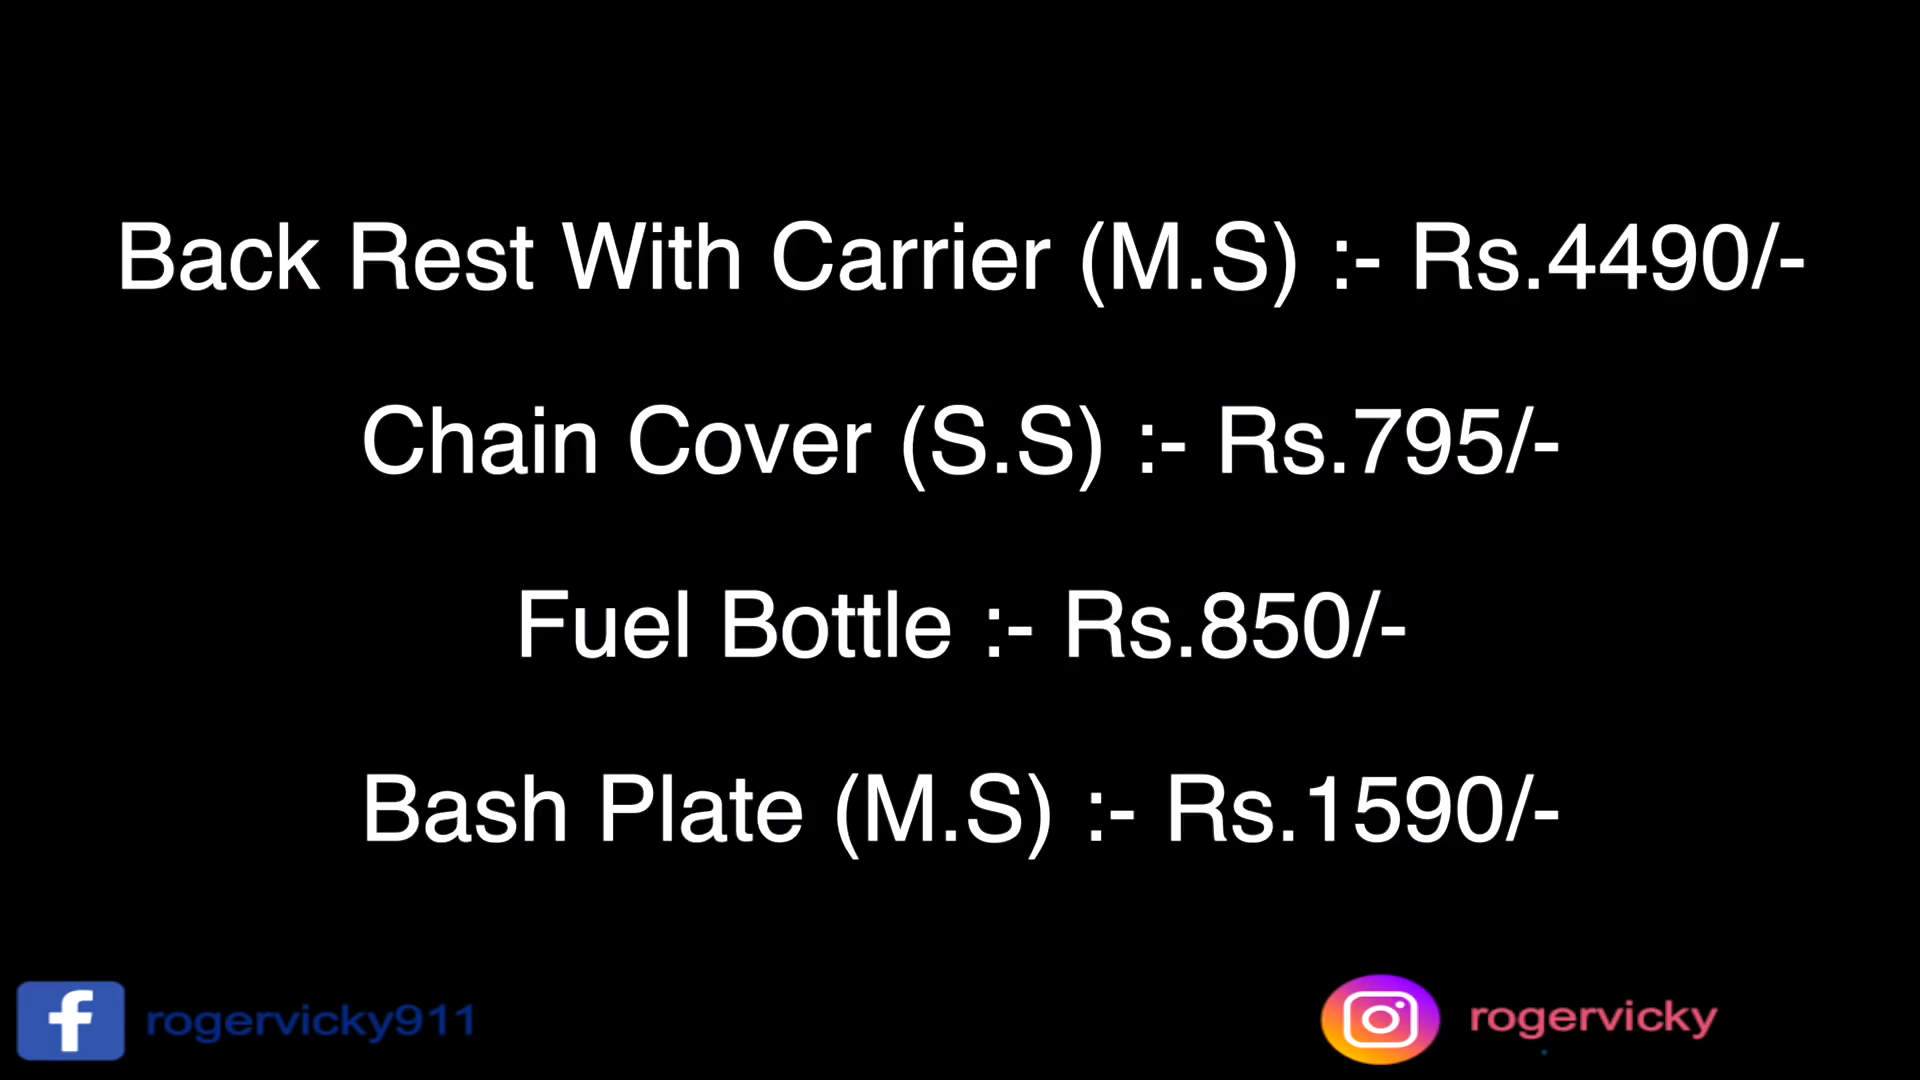 Back Rest With Carrier (M.S) :- Rs.4490/-
Chain Cover (S.S) :- Rs.795/-
Fuel Bottle :- Rs.850/-
Bash Plate (M.S) :- Rs.1590/-
rogervicky911
rogervicky